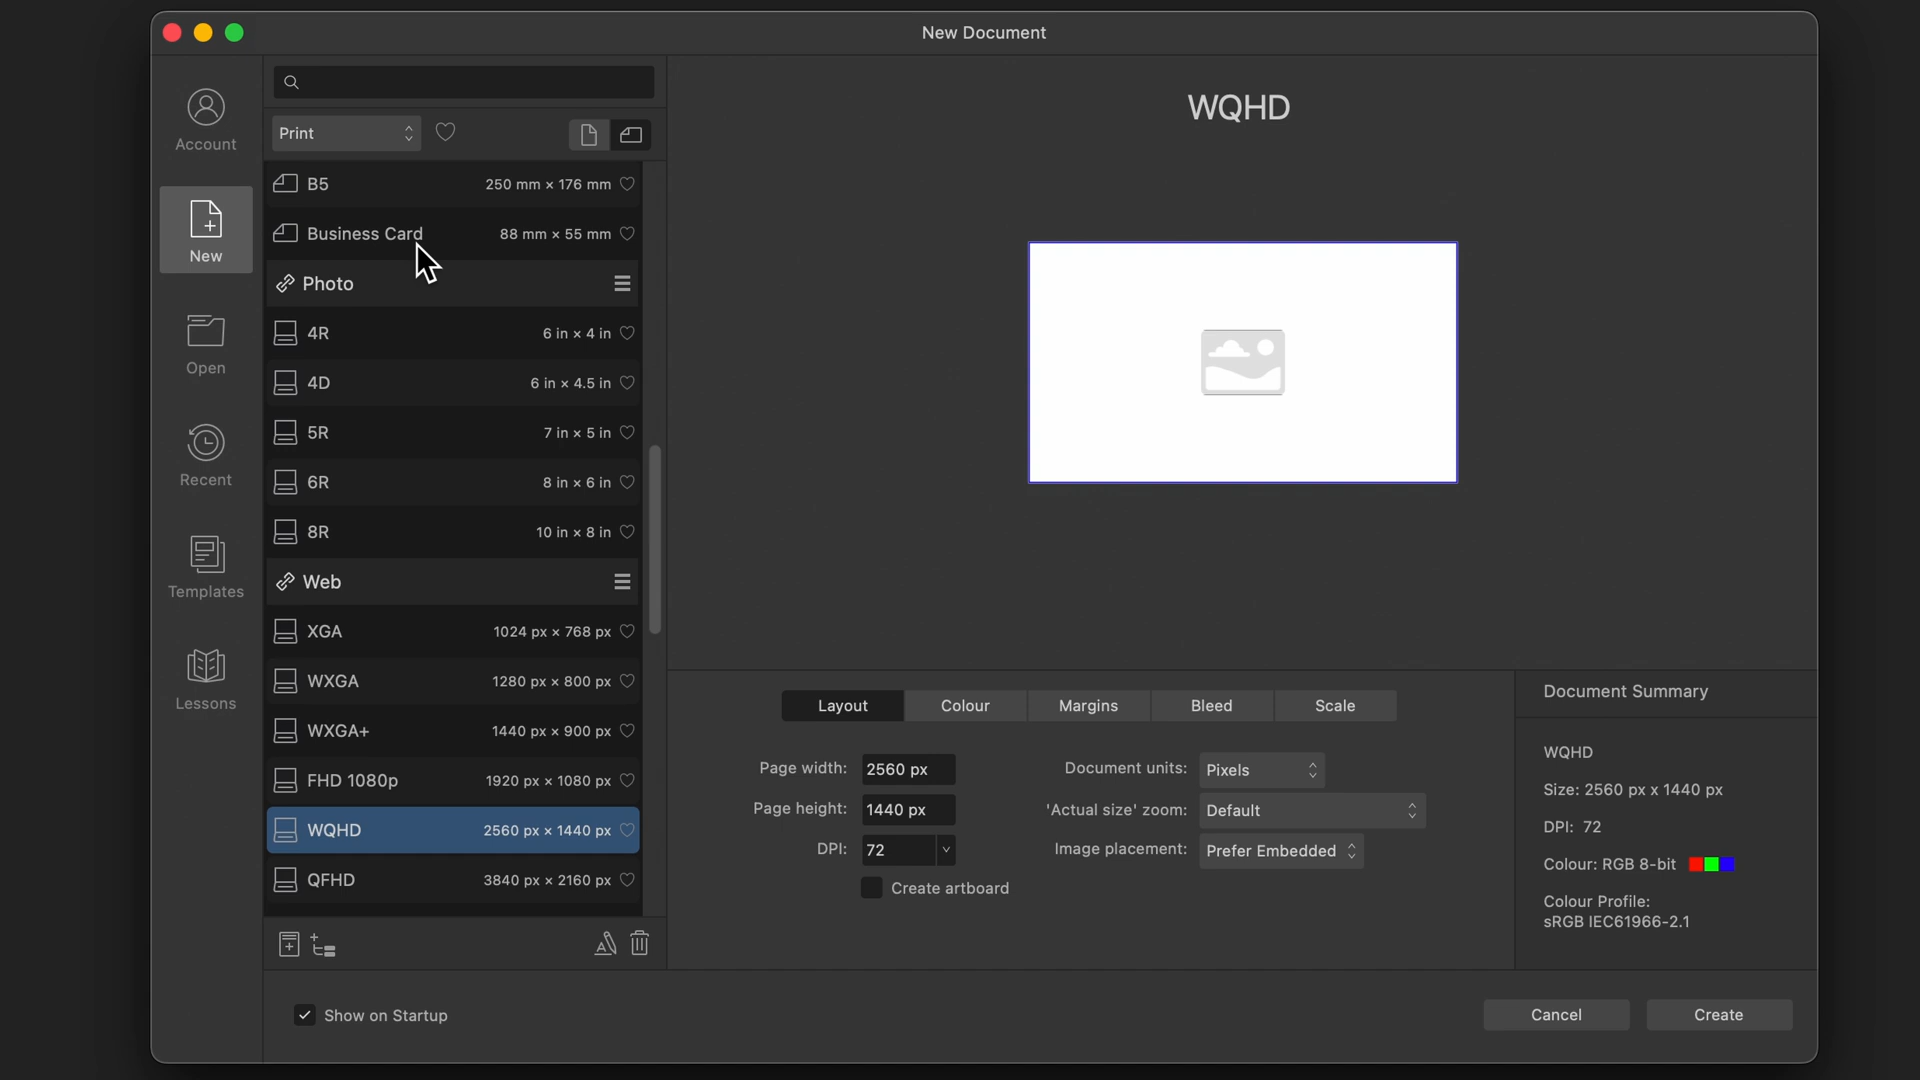 New Document
Account
New
Open
Recent
Templates
Lessons
Print
B5 250 mm × 176 mm
Business Card 88 mm × 55 mm
Photo
4R 6 in × 4 in
4D 6 in × 4.5 in
5R 7 in × 5 in
6R 8 in × 6 in
8R 10 in × 8 in
Web
XGA 1024 px × 768 px
WXGA 1280 px × 800 px
WXGA+ 1440 px × 900 px
FHD 1080p 1920 px × 1080 px
WQHD 2560 px × 1440 px
QFHD 3840 px × 2160 px
Show on Startup
WQHD
Layout Colour Margins Bleed Scale
Page width: 2560 px
Page height: 1440 px
DPI: 72
Create artboard
Document units: Pixels
'Actual size' zoom: Default
Image placement: Prefer Embedded
Document Summary
WQHD
Size: 2560 px x 1440 px
DPI: 72
Colour: RGB 8-bit
Colour Profile:
sRGB IEC61966-2.1
Cancel
Create